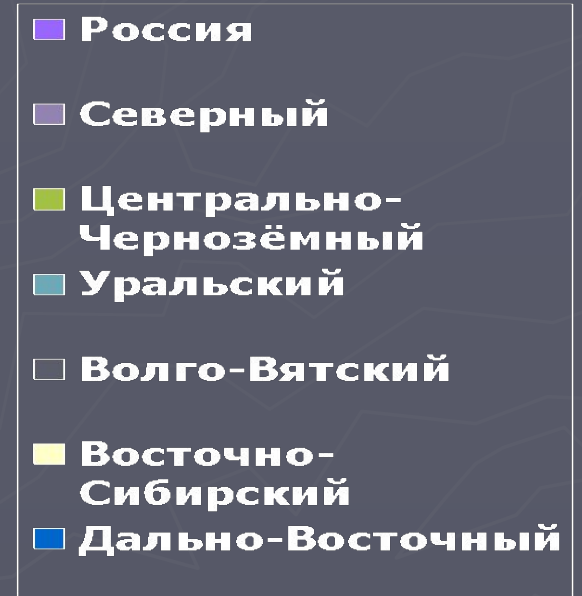 Россия
Северный
Центрально-
Чернозёмный
Уральский
Волго-Вятский
Восточно-
Сибирский
Дально-Восточный